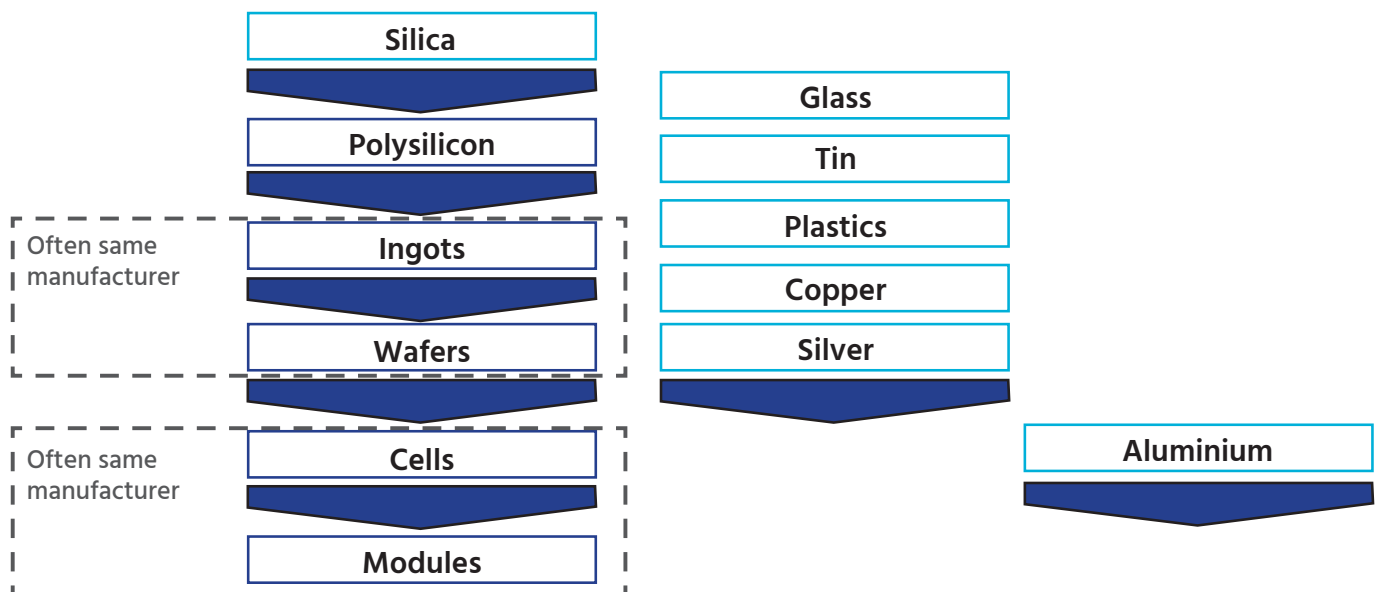 Silica
Polysilicon
Often same
manufacturer
Ingots
Wafers
Often same
manufacturer
Cells
Modules
Glass
Tin
Plastics
Copper
Silver
Aluminium